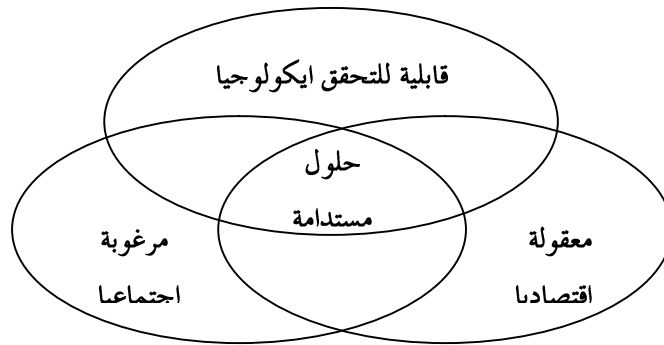 قابلية للتحقق ايكولوجيا
حلول
مستدامة
مرغوبة
اجتماعيا
معقولة
اقتصاديا